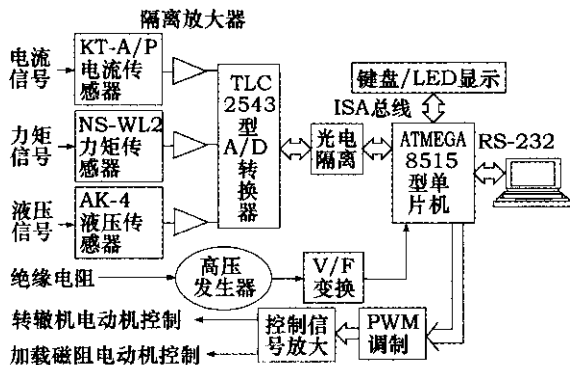 隔离放大器
电流
信号
KT-A/P
电流传
感器
力矩
信号
NS-WL2
力矩传
感器
液压
信号
AK-4
液压传
感器
TLC
2543
型
A/D
转
换
器
光电
隔离
ISA总线
键盘/LED显示
ATMEGA
8515
型单
片机
RS-232
绝缘电阻
高压
发生器
V/F
变换
转辙机电动机控制
加载磁阻电动机控制
控制信
号放大
PWM
调制